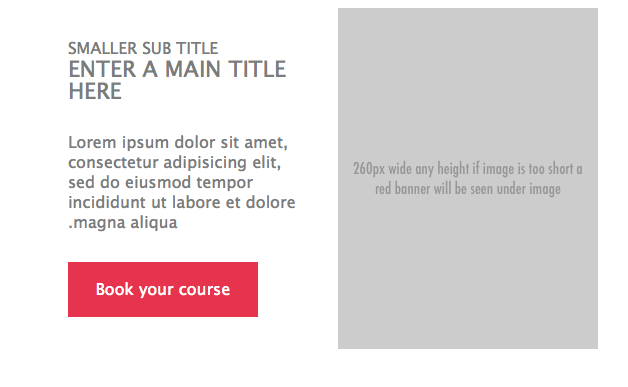 SMALLER SUB TITLE
ENTER A MAIN TITLE
HERE
Lorem ipsum dolor sit amet,
consectetur adipisicing elit,
sed do eiusmod tempor
incididunt ut labore et dolore
.magna aliqua
Book your course
260px wide any height if image is too short a
red banner will be seen under image